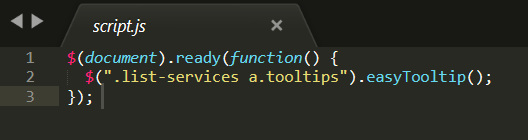 script.js
1 $(document).ready(function() {
2 $(".list-services a.tooltips").easyTooltip();
3 });